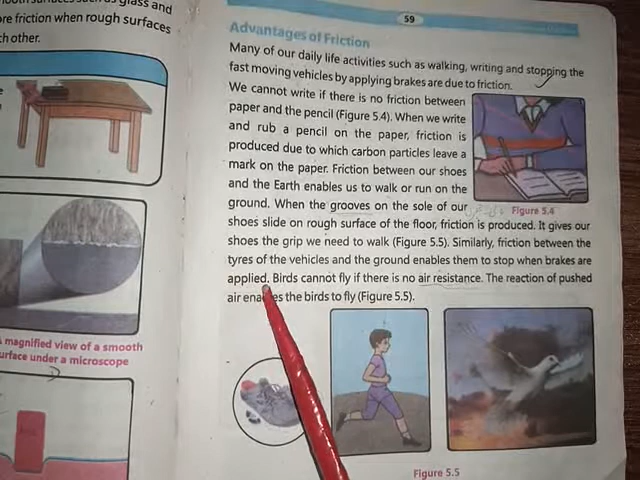 glass and
re friction when rough surfaces
ch other.
magnified view of a smooth
urface under a microscope
59
Advantages of Friction
Many of our daily life activities such as walking, writing and stopping the
fast moving vehicles by applying brakes are due to friction.
We cannot write if there is no friction between
paper and the pencil (Figure 5.4). When we write
and rub a pencil on the paper, friction is
produced due to which carbon particles leave a
mark on the paper. Friction between our shoes
and the Earth enables us to walk or run on the
ground. When the grooves on the sole of our
Figure 5.4
shoes slide on rough surface of the floor, friction is produced. It gives our
shoes the grip we need to walk (Figure 5.5). Similarly, friction between the
tyres of the vehicles and the ground enables them to stop when brakes are
applied. Birds cannot fly if there is no air resistance. The reaction of pushed
air ena es the birds to fly (Figure 5.5).
Figure 5.5